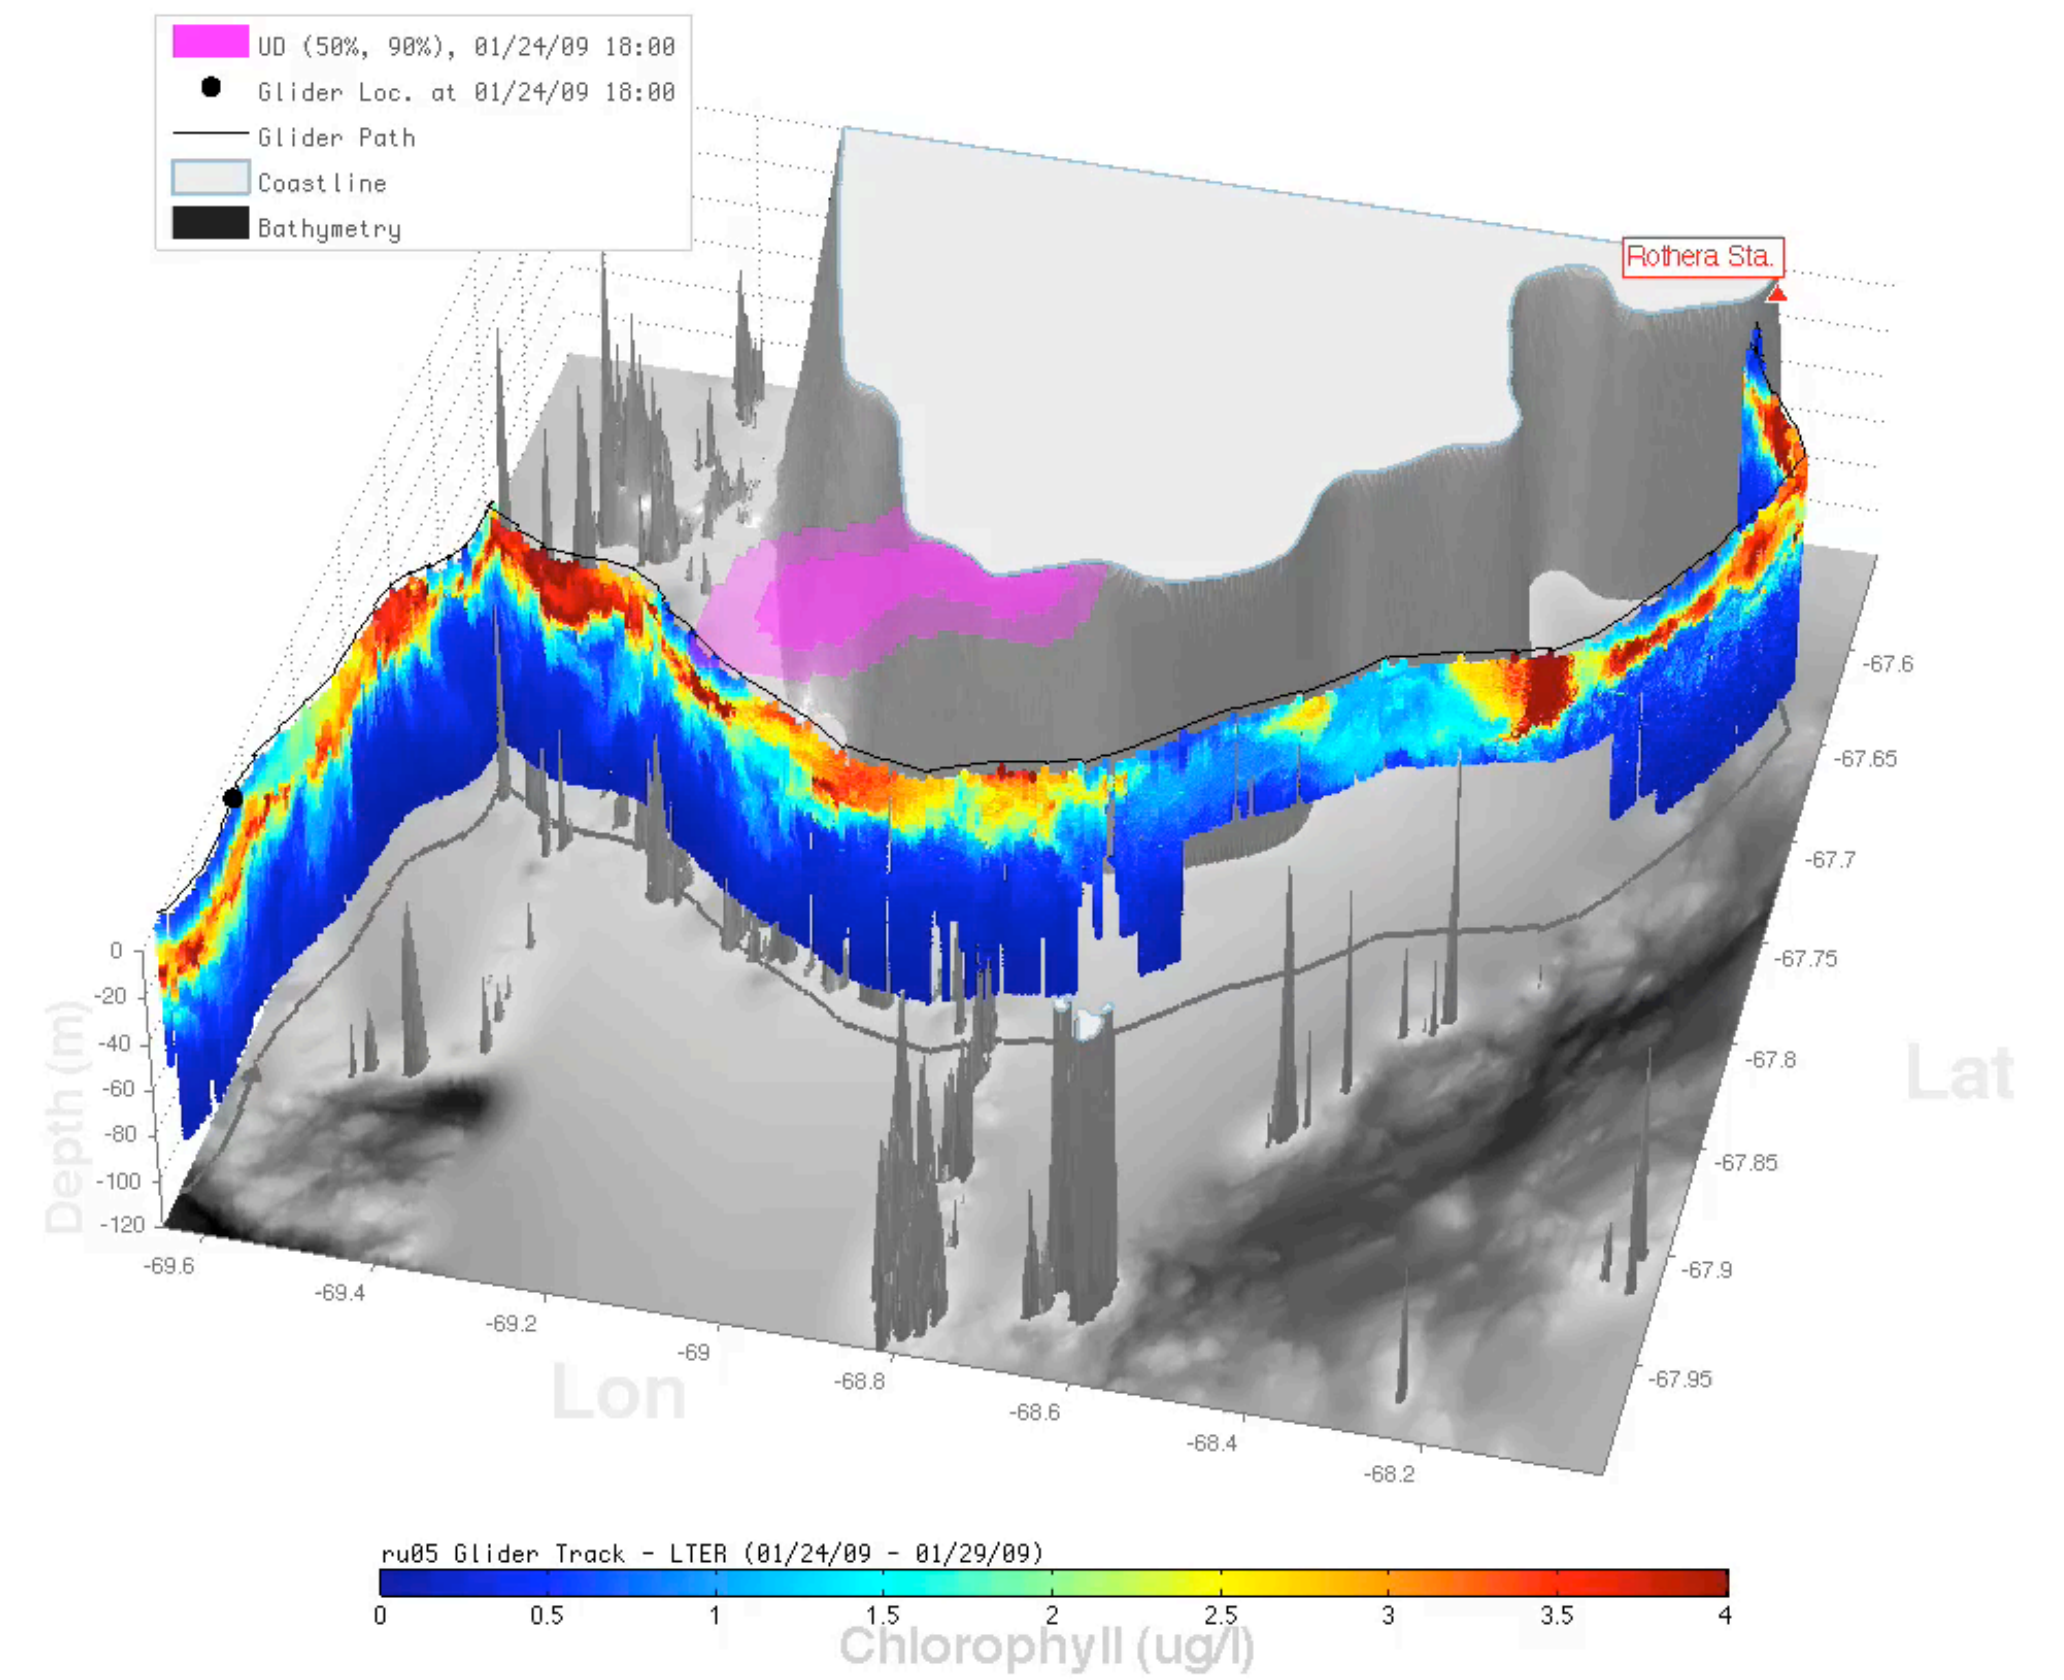 UD (50%, 90%), 01/24/09 18:00
Glider Loc. at 01/24/09 18:00
Glider Path
Coastline
Bathymetry
Rothera Sta.
-67.6
-67.65
-67.7
-67.75
-67.8
-67.85
-67.9
-67.95
Lat
0
-20
-40
-60
-80
-100
-120
Depth (m)
-69.6
-69.4
-69.2
-69
-68.8
-68.6
-68.4
-68.2
Lon
ru05 Glider Track - LTER (01/24/09 - 01/29/09)
0 0.5 1 1.5 2 2.5 3 3.5 4
Chlorophyll (ug/l)